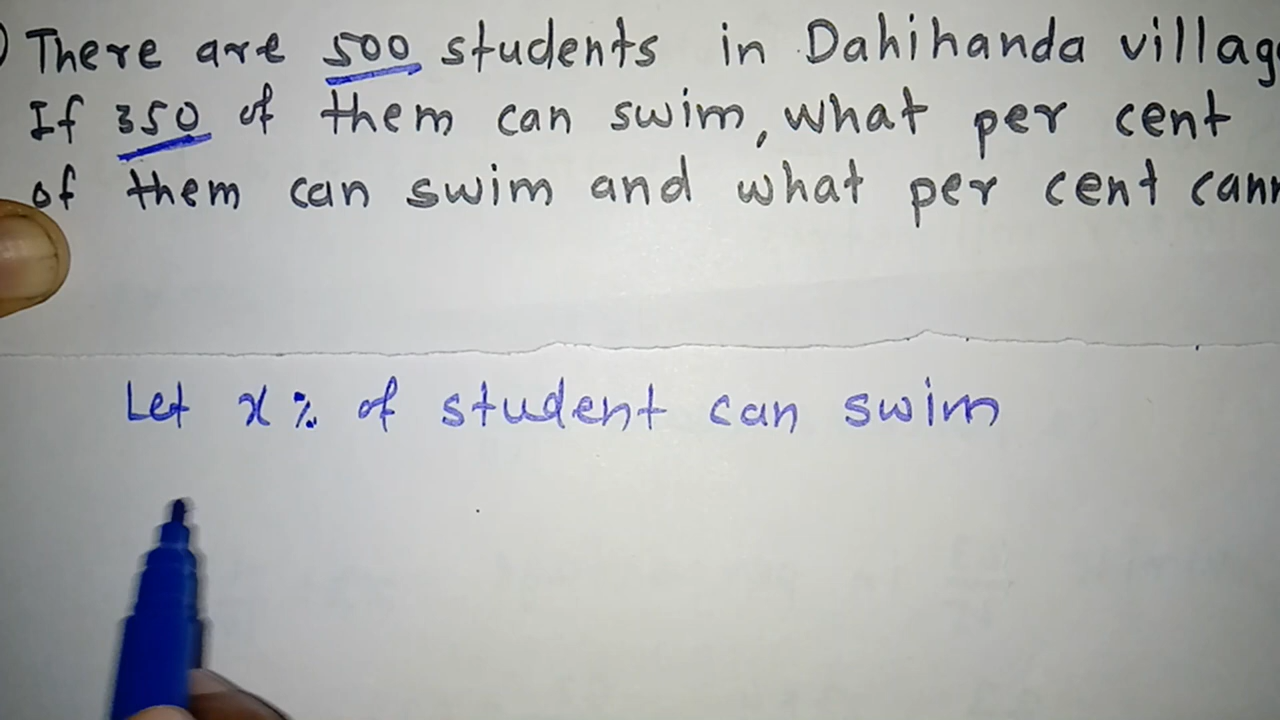 ) There are 500 students in Dahihanda villag
If 350 of them can swim, what per cent
of them can swim and what per cent cann
Let x% of student can swim